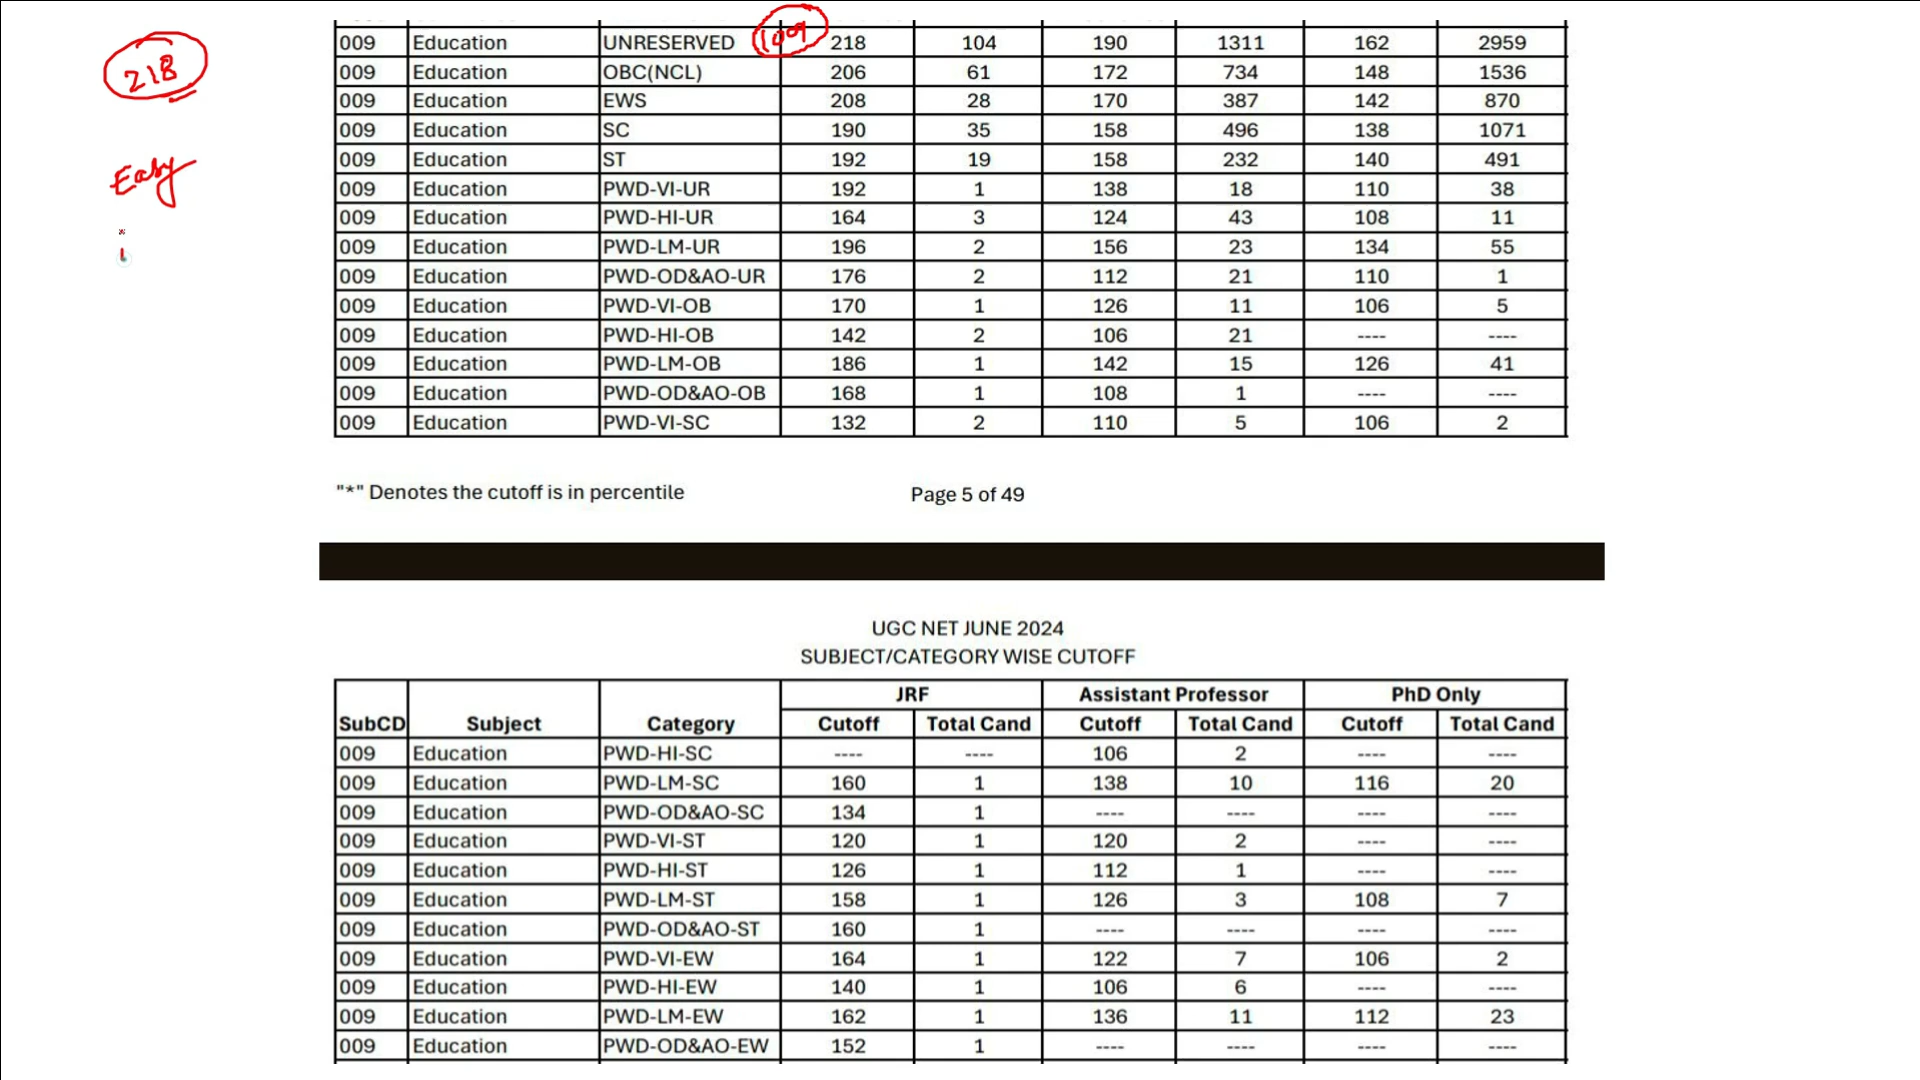 218
Easy
109
009 Education UNRESERVED 218 104 190 1311 162 2959
009 Education OBC(NCL) 206 61 172 734 148 1536
009 Education EWS 208 28 170 387 142 870
009 Education SC 190 35 158 496 138 1071
009 Education ST 192 19 158 232 140 491
009 Education PWD-VI-UR 192 1 138 18 110 38
009 Education PWD-HI-UR 164 3 124 43 108 11
009 Education PWD-LM-UR 196 2 156 23 134 55
009 Education PWD-OD&AO-UR 176 2 112 21 110 1
009 Education PWD-VI-OB 170 1 126 11 106 5
009 Education PWD-HI-OB 142 2 106 21 ---- ----
009 Education PWD-LM-OB 186 1 142 15 126 41
009 Education PWD-OD&AO-OB 168 1 108 1 ---- ----
009 Education PWD-VI-SC 132 2 110 5 106 2
"*" Denotes the cutoff is in percentile Page 5 of 49
UGC NET JUNE 2024
SUBJECT/CATEGORY WISE CUTOFF
JRF Assistant Professor PhD Only
SubCD Subject Category Cutoff Total Cand Cutoff Total Cand Cutoff Total Cand
009 Education PWD-HI-SC ---- ---- 106 2 ---- ----
009 Education PWD-LM-SC 160 1 138 10 116 20
009 Education PWD-OD&AO-SC 134 1 ---- ---- ---- ----
009 Education PWD-VI-ST 120 1 120 2 ---- ----
009 Education PWD-HI-ST 126 1 112 1 ---- ----
009 Education PWD-LM-ST 158 1 126 3 108 7
009 Education PWD-OD&AO-ST 160 1 ---- ---- ---- ----
009 Education PWD-VI-EW 164 1 122 7 106 2
009 Education PWD-HI-EW 140 1 106 6 ---- ----
009 Education PWD-LM-EW 162 1 136 11 112 23
009 Education PWD-OD&AO-EW 152 1 ---- ---- ---- ----